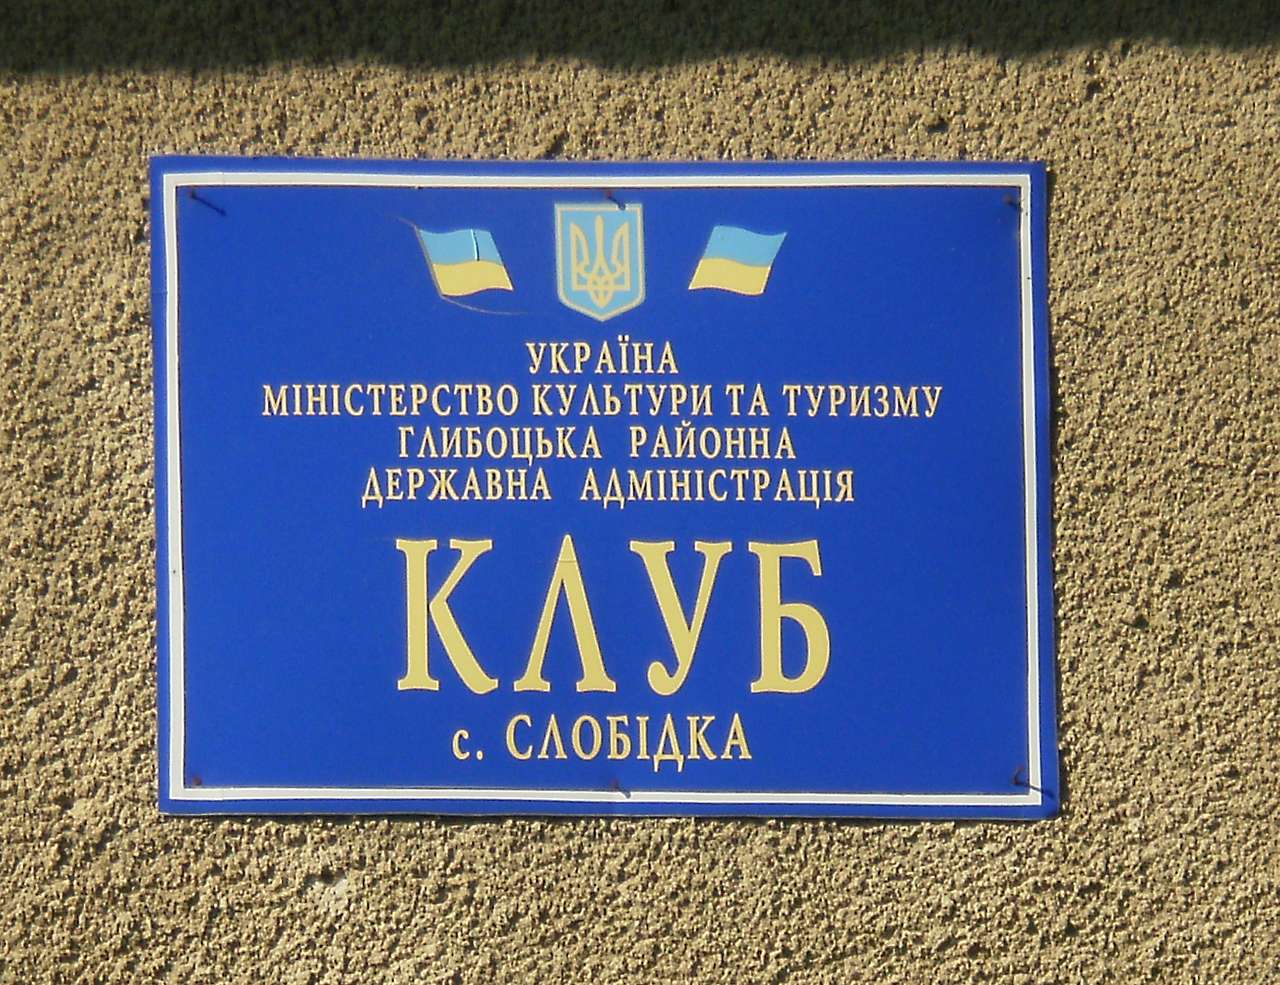 УКРАЇНА
МІНІСТЕРСТВО КУЛЬТУРИ ТА ТУРИЗМУ
ГЛИБОЦЬКА РАЙОННА
ДЕРЖАВНА АДМІНІСТРАЦІЯ
КЛУБ
с. СЛОБІДКА